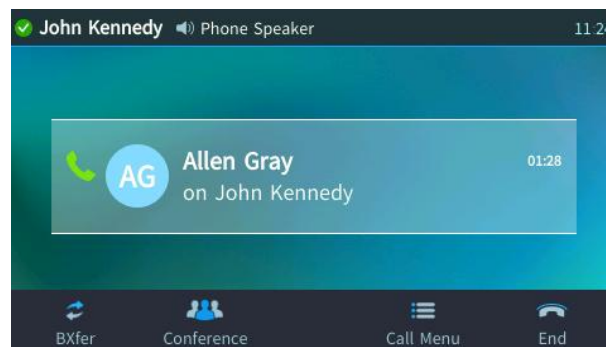 John Kennedy Phone Speaker
AG Allen Gray 01:28
on John Kennedy
BXfer Conference Call Menu End